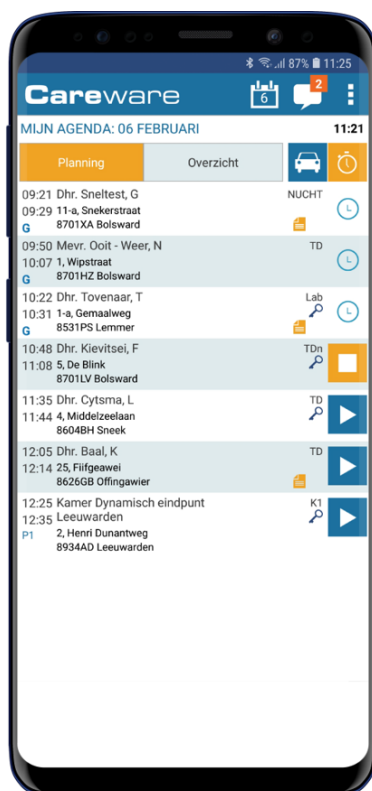 87% 11:25
Careware
6
2
MIJN AGENDA: 06 FEBRUARI 11:21
Planning Overzicht
09:21 Dhr. Sneltest, G NUCHT
09:29 11-a, Snekerstraat
G 8701XA Bolsward
09:50 Mevr. Ooit - Weer, N TD
10:07 1, Wipstraat
G 8701HZ Bolsward
10:22 Dhr. Tovenaar, T Lab
10:31 1-a, Gemaalweg
G 8531PS Lemmer
10:48 Dhr. Kievitsei, F TDn
11:08 5, De Blink
8701LV Bolsward
11:35 Dhr. Cytsma, L TD
11:44 4, Middelzeelaan
8604BH Sneek
12:05 Dhr. Baal, K TD
12:14 25, Fiifgeawei
8626GB Offingawier
12:25 Kamer Dynamisch eindpunt K1
12:35 Leeuwarden
P1 2, Henri Dunantweg
8934AD Leeuwarden